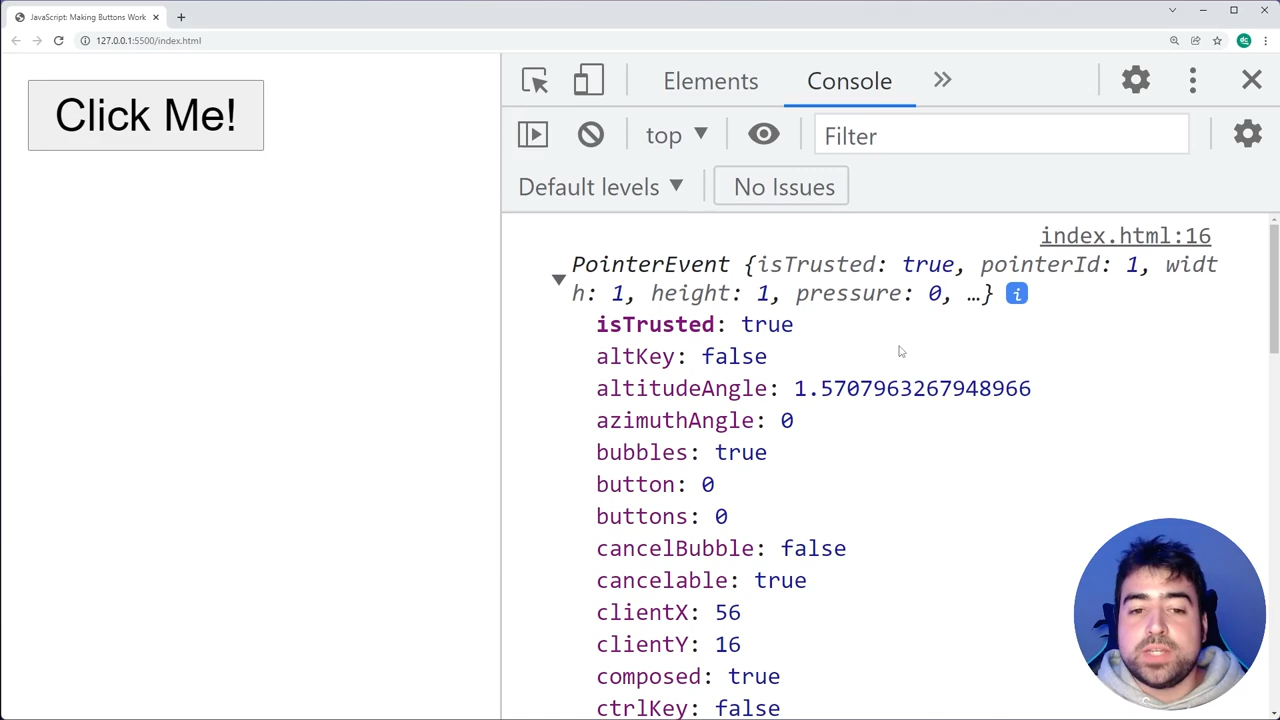 JavaScript: Making Buttons Work
127.0.0.1:5500/index.html
dc
Click Me!
Elements
Console
top
Filter
Default levels
No Issues
index.html:16
PointerEvent {isTrusted: true, pointerId: 1, widt
h: 1, height: 1, pressure: 0, …}
isTrusted: true
altKey: false
altitudeAngle: 1.5707963267948966
azimuthAngle: 0
bubbles: true
button: 0
buttons: 0
cancelBubble: false
cancelable: true
clientX: 56
clientY: 16
composed: true
ctrlKey: false